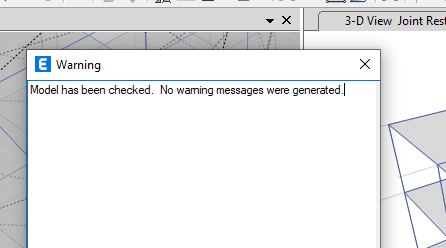 3-D View Joint Rest
E Warning
Model has been checked. No warning messages were generated.